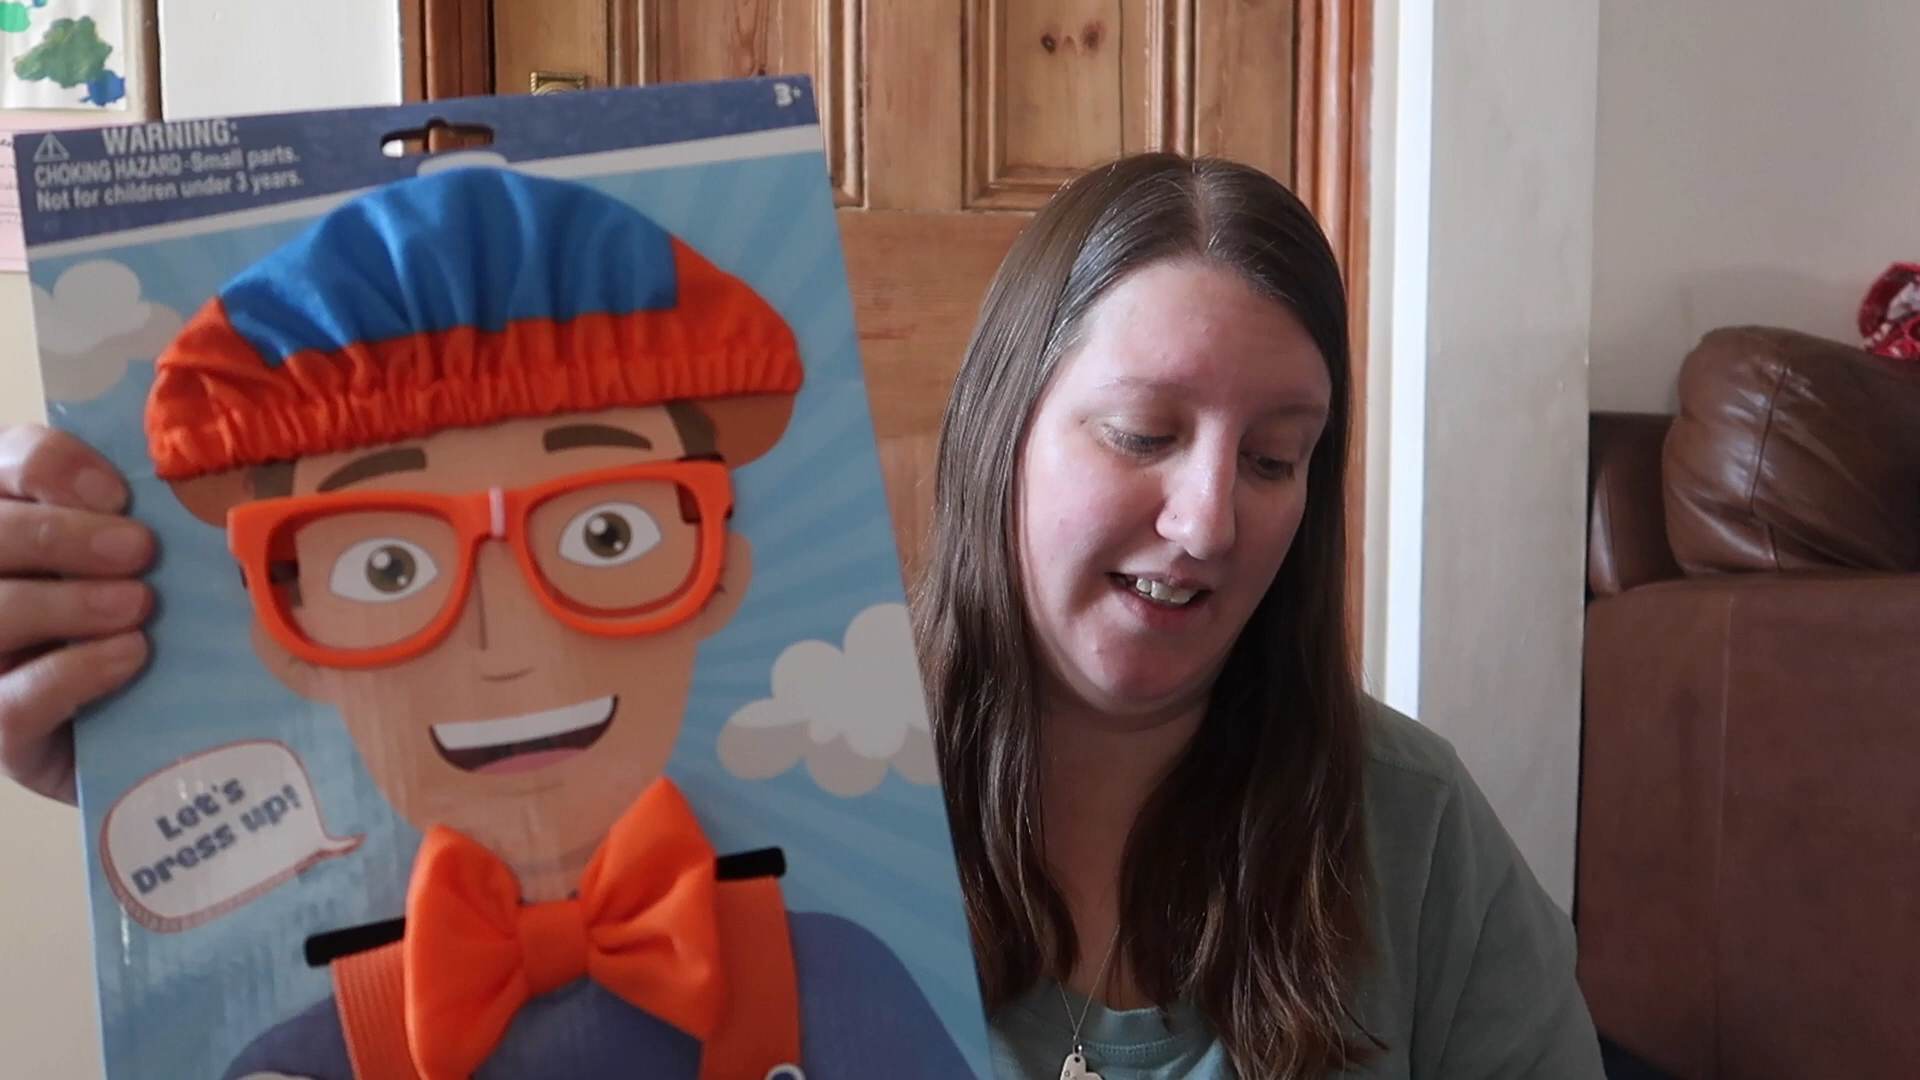 WARNING:
CHOKING HAZARD-Small parts.
Not for children under 3 years.
3+
Let's
Dress up!